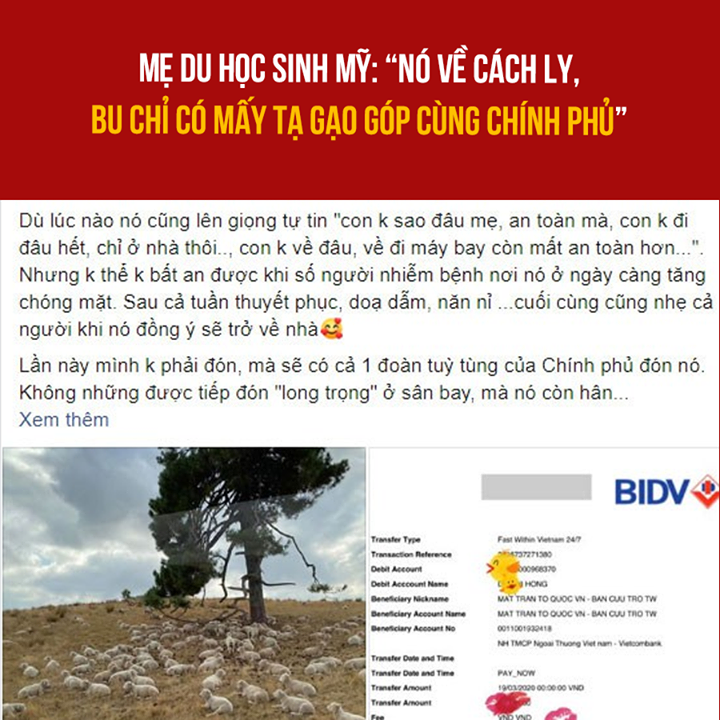 MẸ DU HỌC SINH MỸ: “NÓ VỀ CÁCH LY,
BU CHỈ CÓ MẤY TẠ GẠO GÓP CÙNG CHÍNH PHỦ”
Dù lúc nào nó cũng lên giọng tự tin "con k sao đâu mẹ, an toàn mà, con k đi
đâu hết, chỉ ở nhà thôi.., con k về đâu, về đi máy bay còn mất an toàn hơn...".
Nhưng k thể k bất an được khi số người nhiễm bệnh nơi nó ở ngày càng tăng
chóng mặt. Sau cả tuần thuyết phục, doạ dẫm, năn nỉ ...cuối cùng cũng nhẹ cả
người khi nó đồng ý sẽ trở về nhà🥰
Lần này mình k phải đón, mà sẽ có cả 1 đoàn tuỳ tùng của Chính phủ đón nó.
Không những được tiếp đón "long trọng" ở sân bay, mà nó còn hân...
Xem thêm
BIDV
Transfer Type Fast Within Vietnam 24/7
Transaction Reference 4737271380
Debit Account 000968370
Debit Acccount Name HONG
Beneficiary Nickname MAT TRAN TO QUOC VN - BAN CUU TRO TW
Beneficiary Account Name MAT TRAN TO QUOC VN - BAN CUU TRO TW
Beneficiary Account No 0011001932418
NH TMCP Ngoai Thuong Viet nam - Vietcombank
Transfer Date and Time
Transfer Date and Time PAY_NOW
Transfer Amount 19/03/2020 00:00:00 VND
Transfer Amount
Fee VND VND